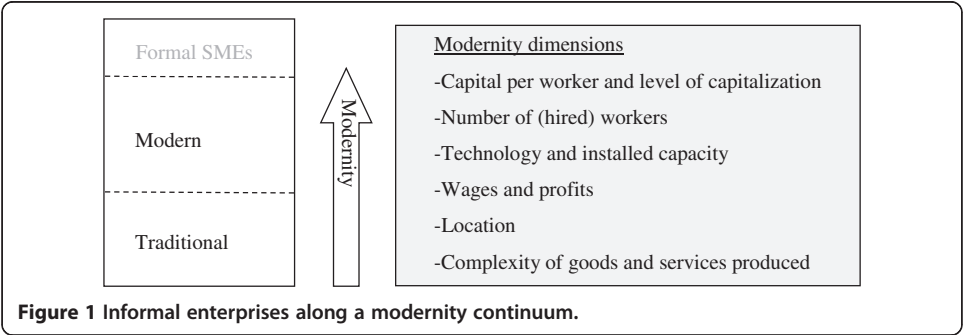 Formal SMEs
Modern
Traditional
Modernity
Modernity dimensions
-Capital per worker and level of capitalization
-Number of (hired) workers
-Technology and installed capacity
-Wages and profits
-Location
-Complexity of goods and services produced
Figure 1 Informal enterprises along a modernity continuum.